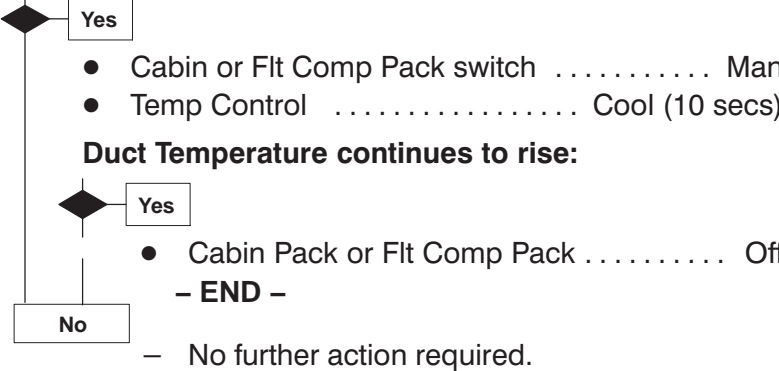 Yes
● Cabin or Flt Comp Pack switch ........... Man
● Temp Control ................. Cool (10 secs)
Duct Temperature continues to rise:
Yes
● Cabin Pack or Flt Comp Pack .......... Off
– END –
No
– No further action required.